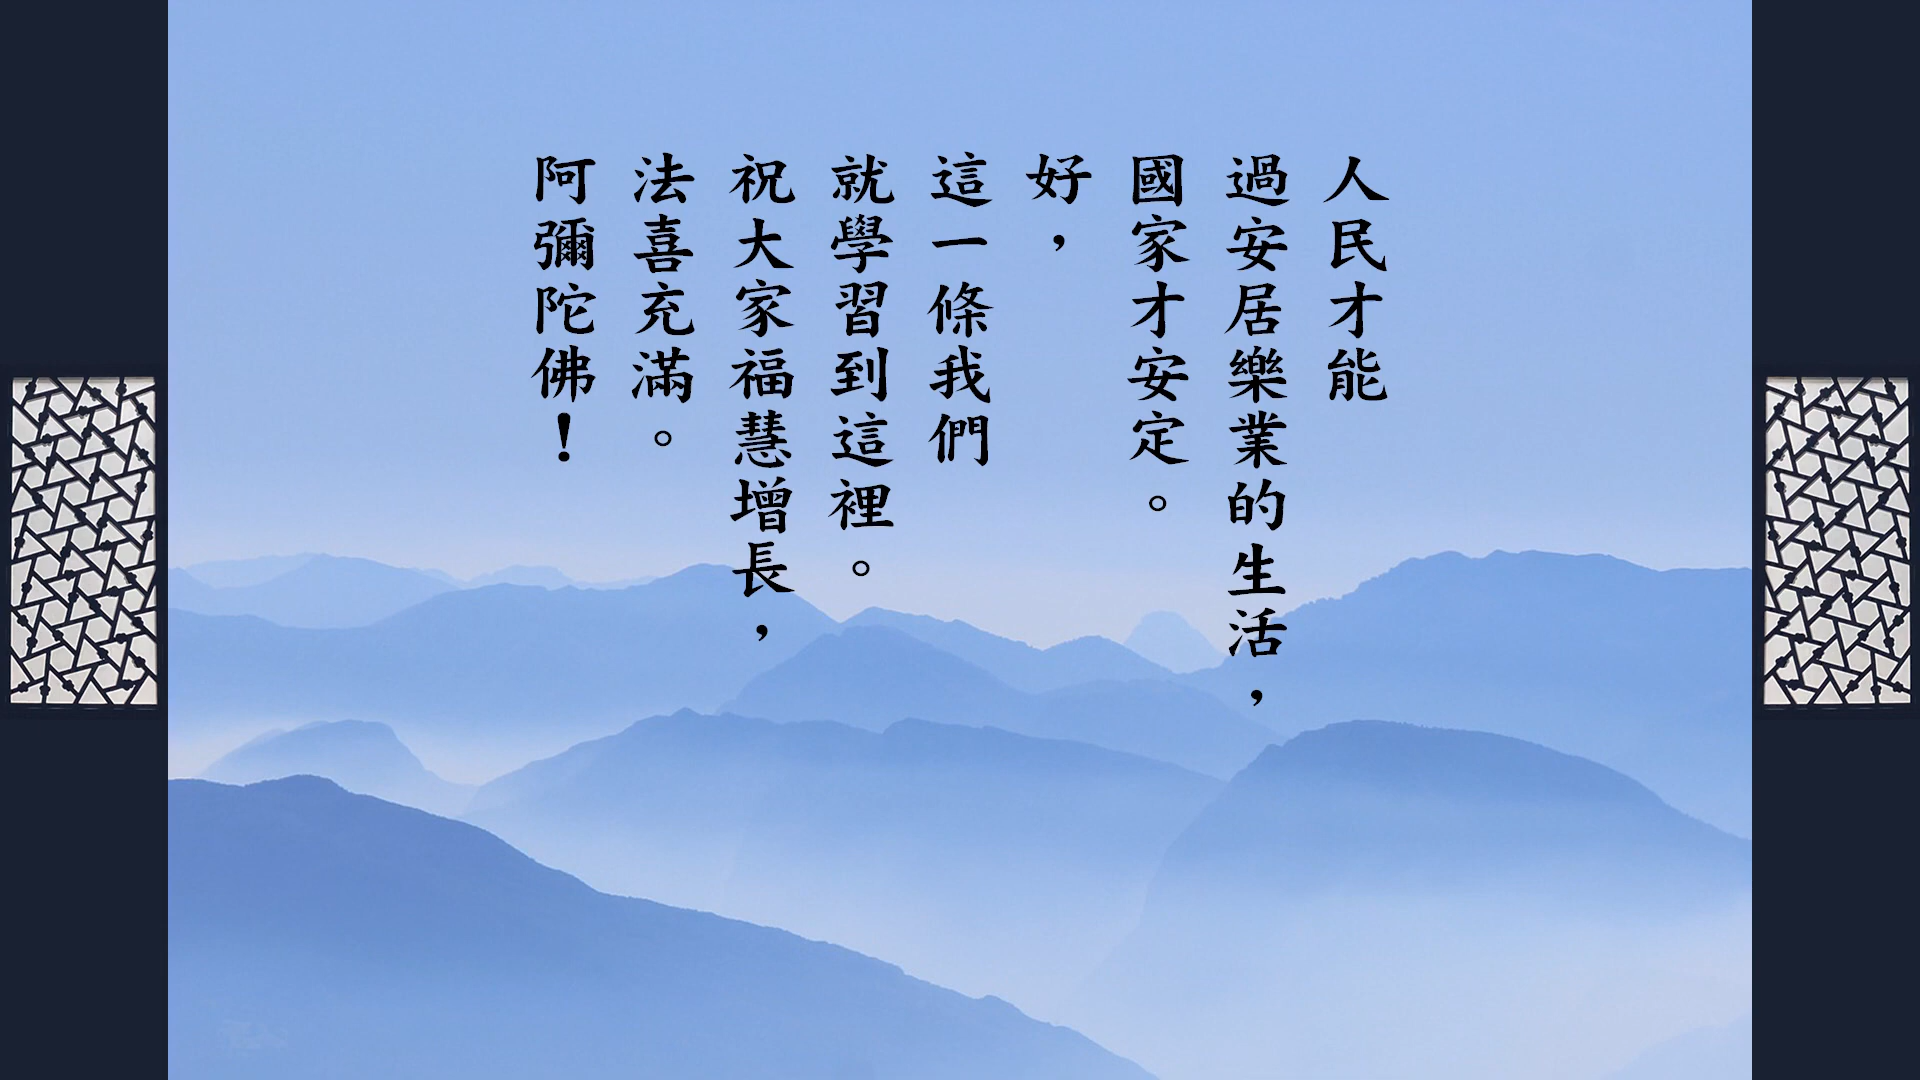 人民才能
過安居樂業的生活，
國家才安定。
好，
這一條我們
就學習到這裡。
祝大家福慧增長，
法喜充滿。
阿彌陀佛！